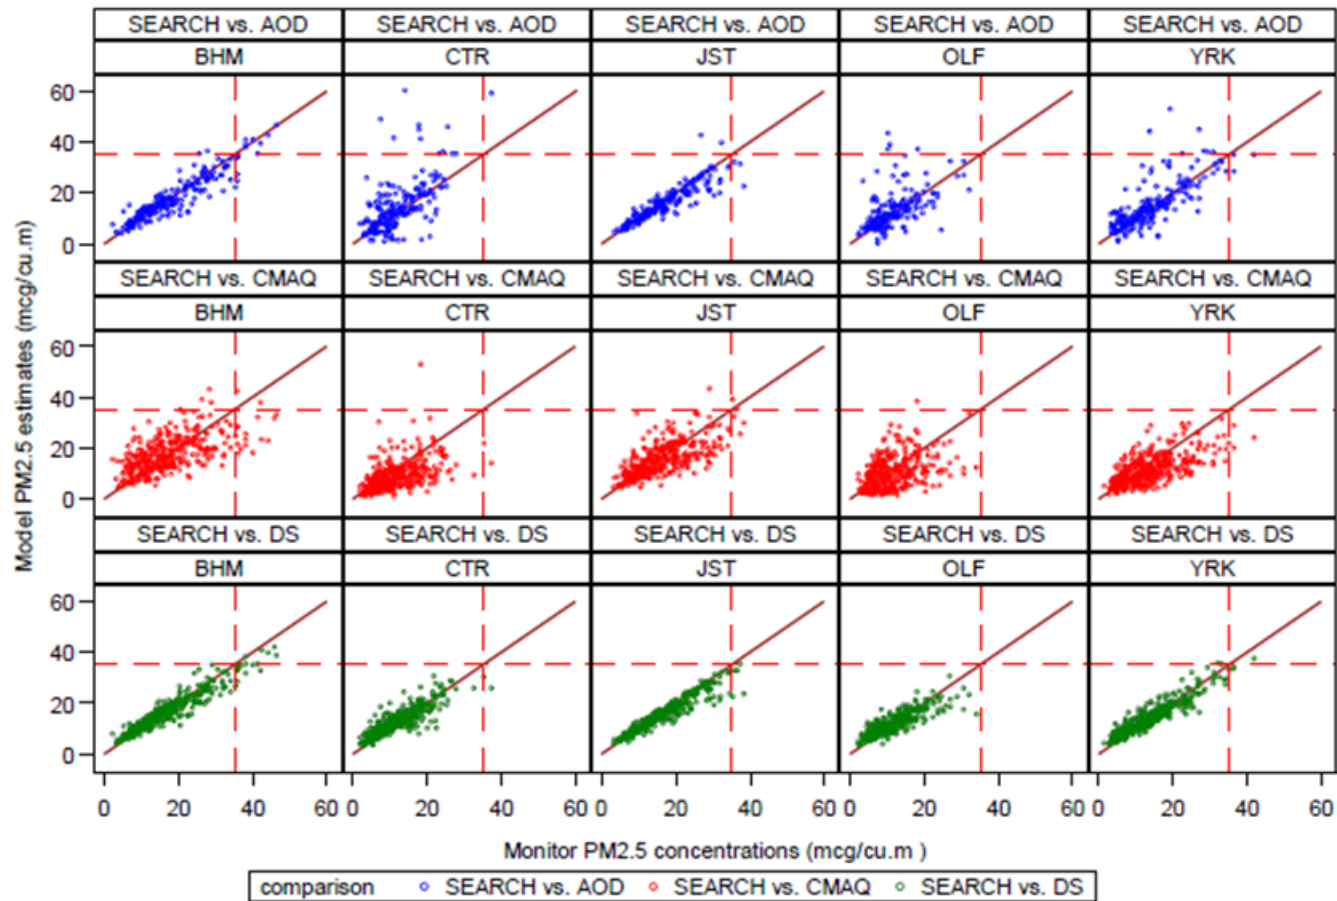 SEARCH vs. AOD SEARCH vs. AOD SEARCH vs. AOD SEARCH vs. AOD SEARCH vs. AOD
BHM CTR JST OLF YRK
60
40
20
0
SEARCH vs. CMAQ SEARCH vs. CMAQ SEARCH vs. CMAQ SEARCH vs. CMAQ SEARCH vs. CMAQ
BHM CTR JST OLF YRK
60
40
20
0
SEARCH vs. DS SEARCH vs. DS SEARCH vs. DS SEARCH vs. DS SEARCH vs. DS
BHM CTR JST OLF YRK
60
40
20
0
Model PM2.5 estimates (mcg/cu.m)
0 20 40 60 0 20 40 60 0 20 40 60 0 20 40 60 0 20 40 60
Monitor PM2.5 concentrations (mcg/cu.m )
comparison SEARCH vs. AOD SEARCH vs. CMAQ SEARCH vs. DS